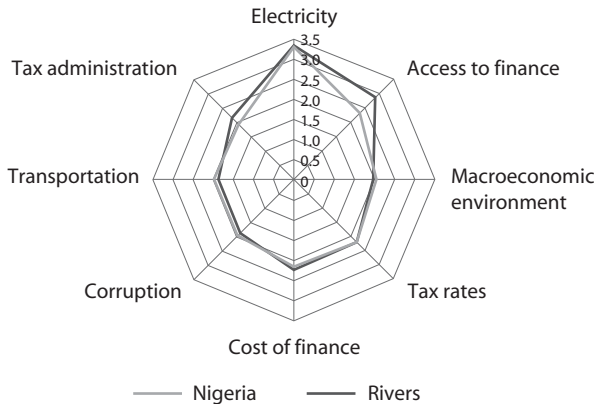 Electricity
3.5
3.0
2.5
2.0
1.5
1.0
0.5
0
Tax administration
Access to finance
Transportation
Macroeconomic
environment
Corruption
Tax rates
Cost of finance
Nigeria
Rivers